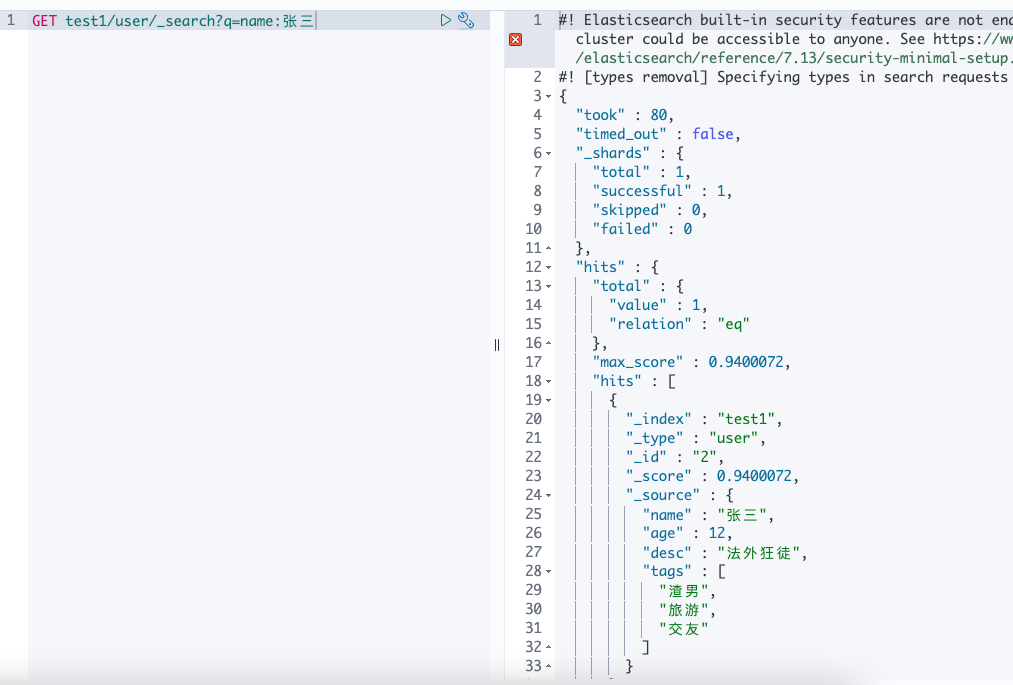 1 GET test1/user/_search?q=name:张三
1 #! Elasticsearch built-in security features are not ena
cluster could be accessible to anyone. See https://ww
/elasticsearch/reference/7.13/security-minimal-setup.
2 #! [types removal] Specifying types in search requests
3 {
4 "took" : 80,
5 "timed_out" : false,
6 "_shards" : {
7 "total" : 1,
8 "successful" : 1,
9 "skipped" : 0,
10 "failed" : 0
11 },
12 "hits" : {
13 "total" : {
14 "value" : 1,
15 "relation" : "eq"
16 },
17 "max_score" : 0.9400072,
18 "hits" : [
19 {
20 "_index" : "test1",
21 "_type" : "user",
22 "_id" : "2",
23 "_score" : 0.9400072,
24 "_source" : {
25 "name" : "张三",
26 "age" : 12,
27 "desc" : "法外狂徒",
28 "tags" : [
29 "渣男",
30 "旅游",
31 "交友"
32 ]
33 }